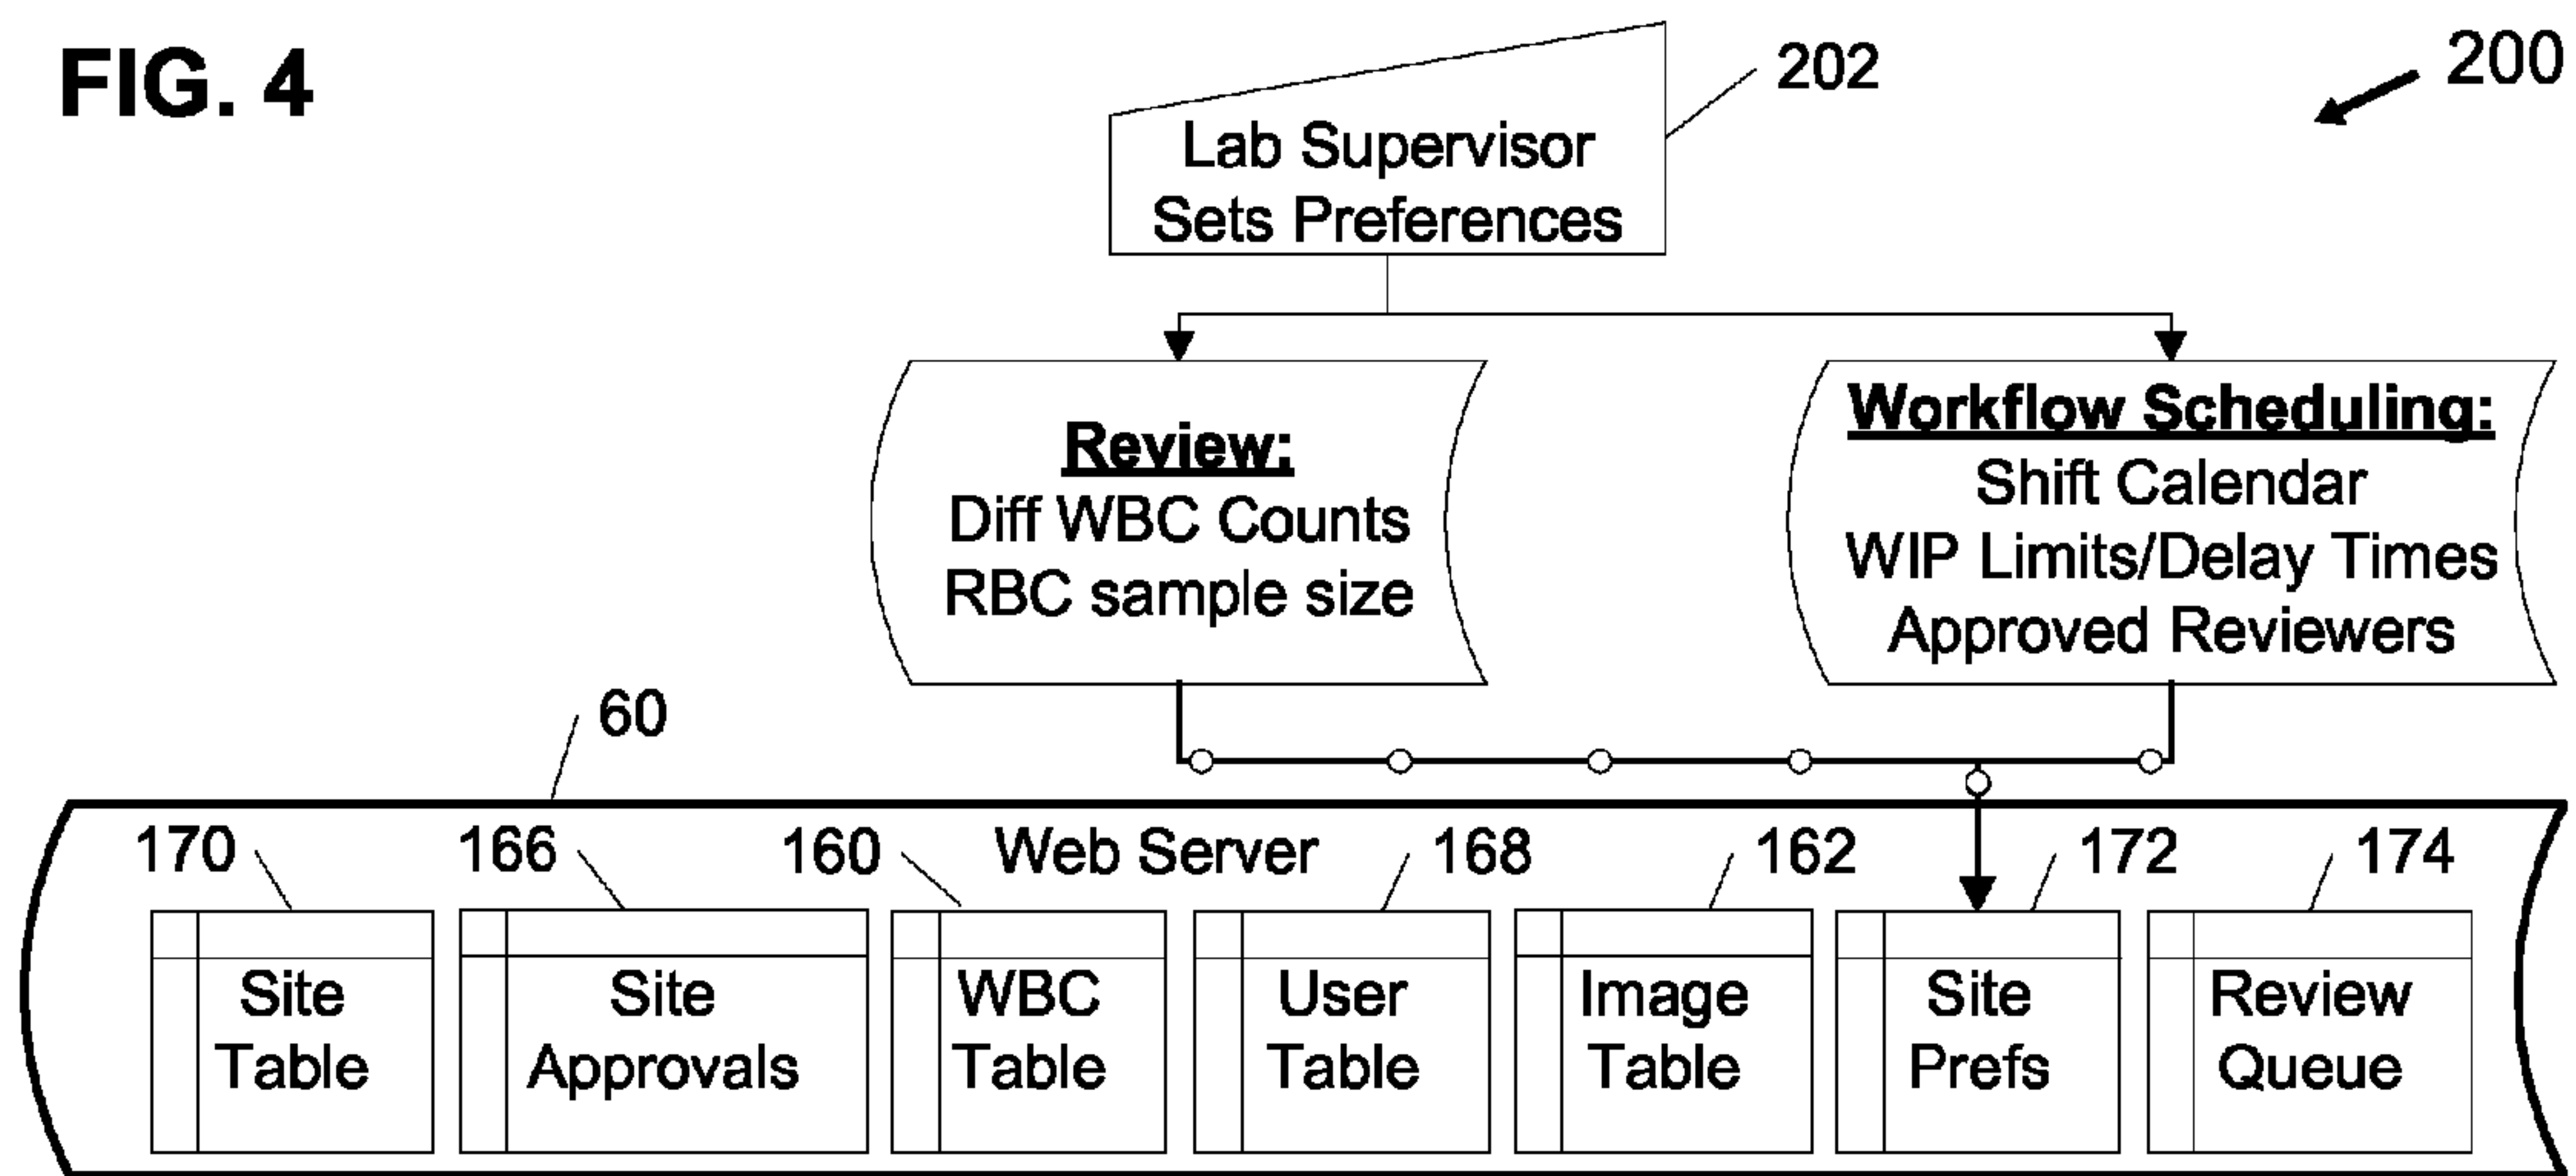 FIG. 4
200
202
Lab Supervisor
Sets Preferences
Review:
Diff WBC Counts
RBC sample size
Workflow Scheduling:
Shift Calendar
WIP Limits/Delay Times
Approved Reviewers
60
Web Server
170
Site
Table
166
Site
Approvals
160
WBC
Table
168
User
Table
162
Image
Table
172
Site
Prefs
174
Review
Queue